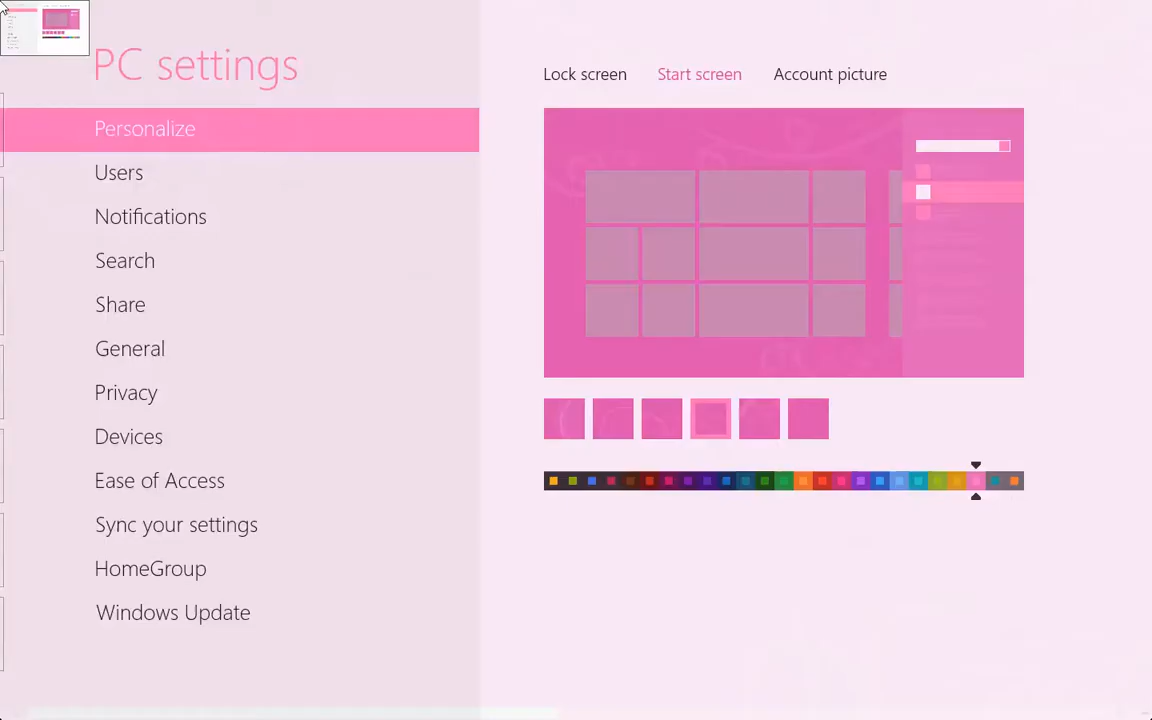 PC settings
Personalize
Users
Notifications
Search
Share
General
Privacy
Devices
Ease of Access
Sync your settings
HomeGroup
Windows Update
Lock screen
Start screen
Account picture